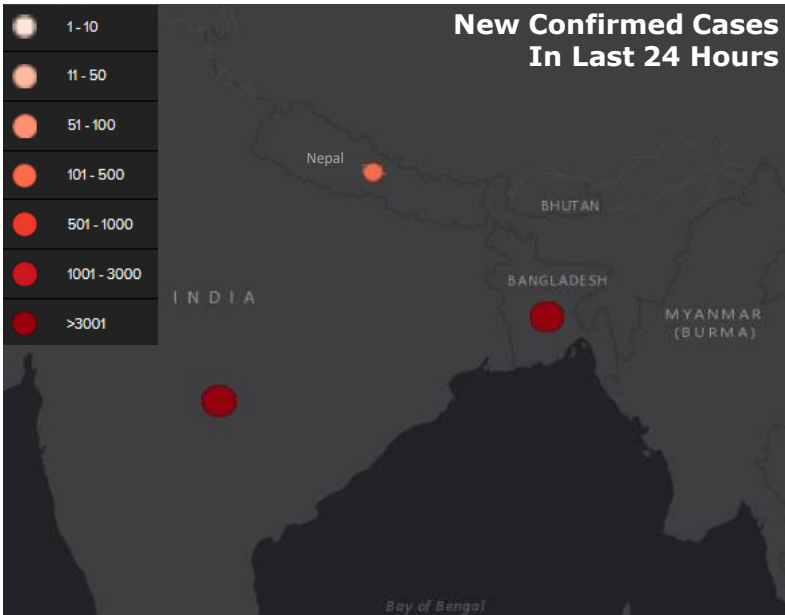 New Confirmed Cases
In Last 24 Hours
1 - 10
11 - 50
51 - 100
101 - 500
501 - 1000
1001 - 3000
>3001
Nepal
BHUTAN
BANGLADESH
INDIA
MYANMAR
(BURMA)
Bay of Bengal